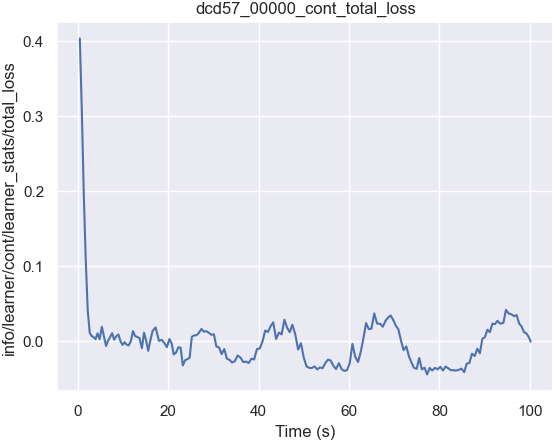 dcd57_00000_cont_total_loss
info/learner/cont/learner_stats/total_loss
0.4
0.3
0.2
0.1
0.0
0 20 40 60 80 100
Time (s)